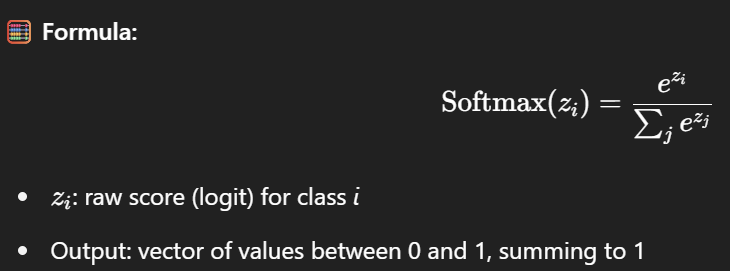 🧮 Formula:
Softmax(z_i) = e^{z_i} / ∑_j e^{z_j}
• z_i: raw score (logit) for class i
• Output: vector of values between 0 and 1, summing to 1